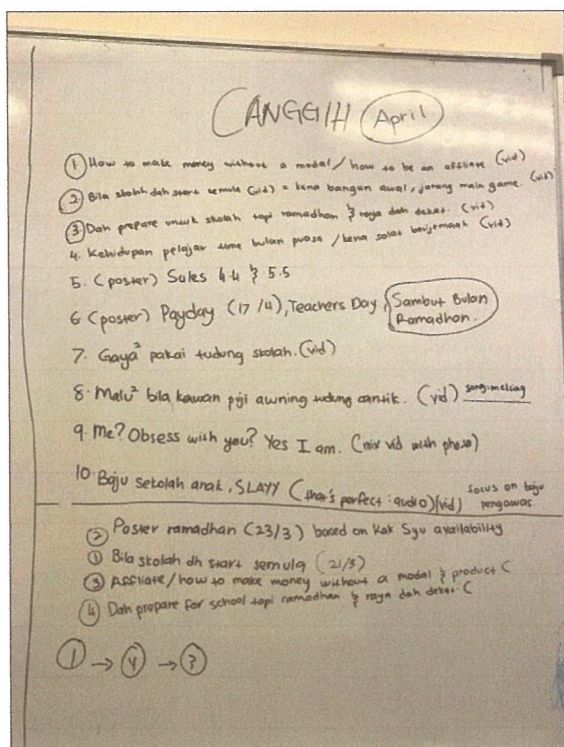 CANGGIH April
① How to make money without a modal / how to be an affiliate (vid)
② Bila skolah dah start semula (vid) = kena bangun awal, jarang main game. (vid)
③ Dah prepare untuk skolah tapi ramadhan & raya dah dekat. (vid)
4. Kehidupan pelajar time bulan puasa / kena solat berjemaah (vid)
5. (poster) Sales 4.4 & 5.5
6 (poster) Payday (17/4), Teachers Day, Sambut Bulan Ramadhan.
7. Gaya² pakai tudung skolah. (vid)
8. Malu² bila kawan puji awning tudung cantik. (vid)
9. Me? Obsess with you? Yes I am. (mix vid with photo)
10. Baju sekolah anak, SLAYY (that's perfect : audio) (vid) focus on baju pengawas
② Poster ramadhan (23/3) based on Kak Syu availability
① Bila skolah dh start semula (21/3)
③ Affiliate / how to make money without a modal & product C
④ Dah prepare for school tapi ramadhan & raya dah dekat. C
① → ④ → ③